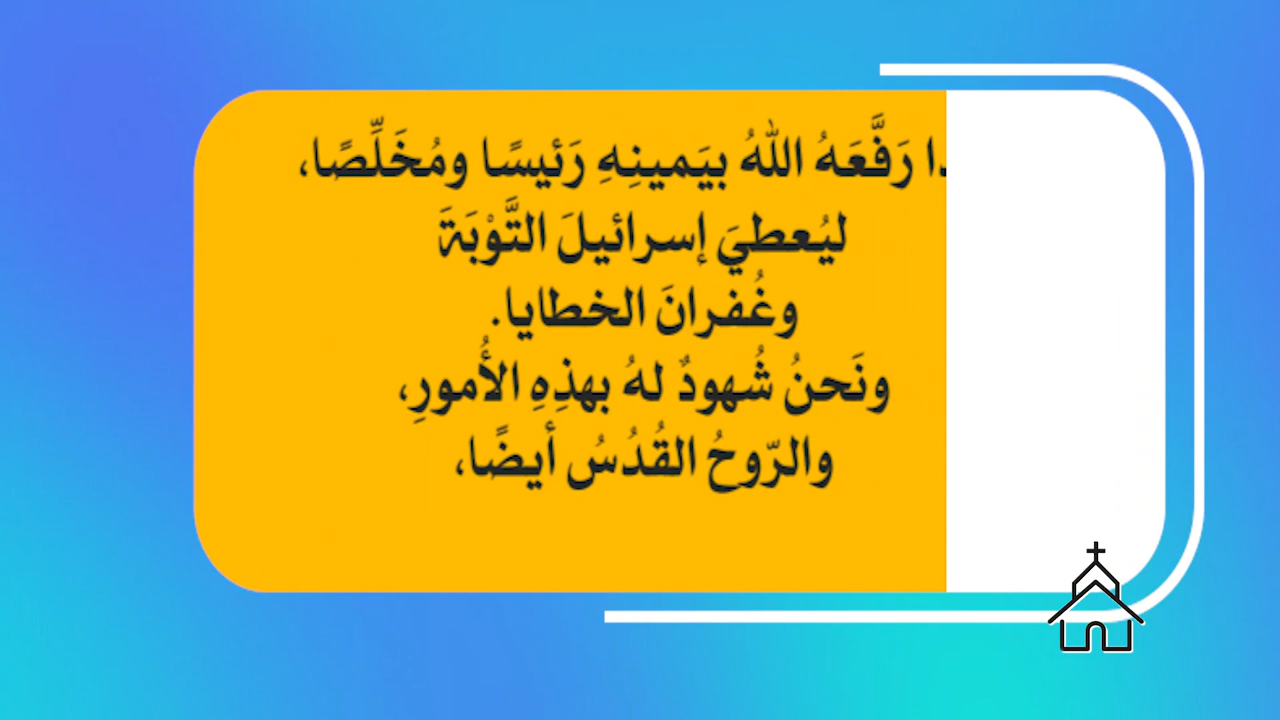 رَفَّعَهُ اللهُ بيَمينِهِ رَئيسًا ومُخَلِّصًا،
ليُعطيَ إسرائيلَ التَّوْبَةَ
وغُفرانَ الخطايا.
ونَحنُ شُهودٌ لهُ بهذِهِ الأُمورِ،
والرّوحُ القُدُسُ أيضًا،